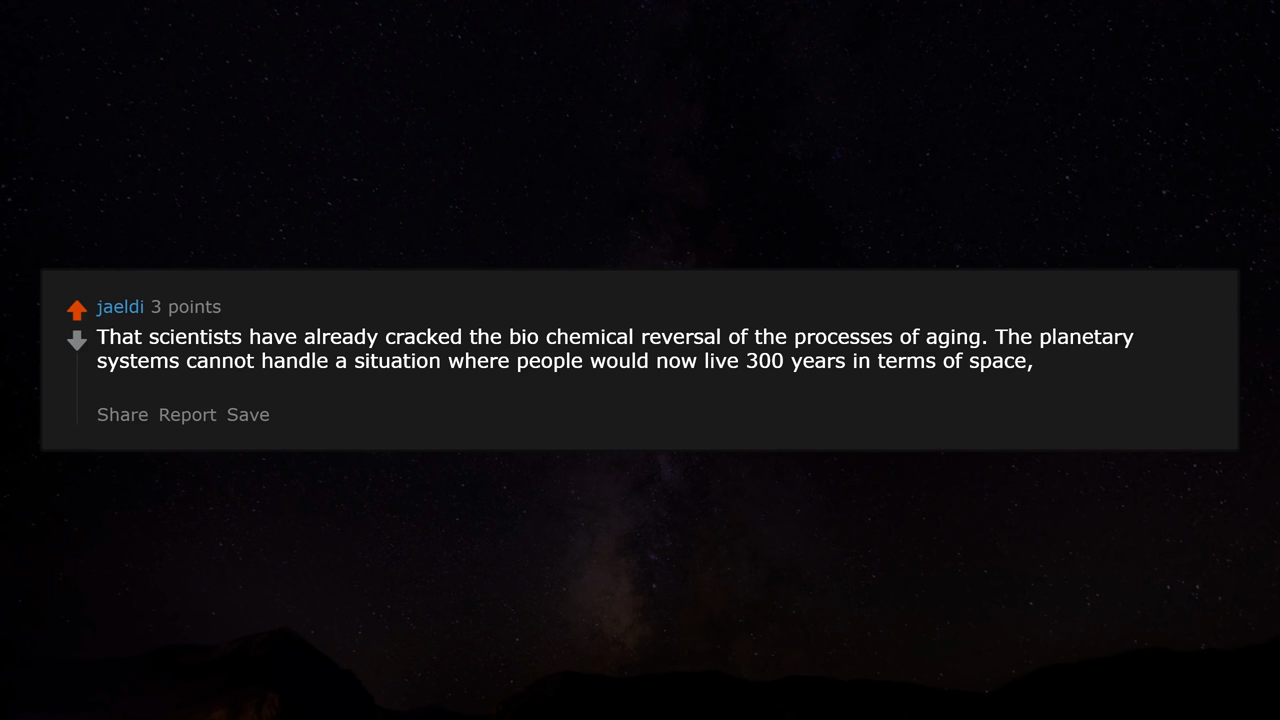 jaeldi 3 points
That scientists have already cracked the bio chemical reversal of the processes of aging. The planetary
systems cannot handle a situation where people would now live 300 years in terms of space,
Share Report Save